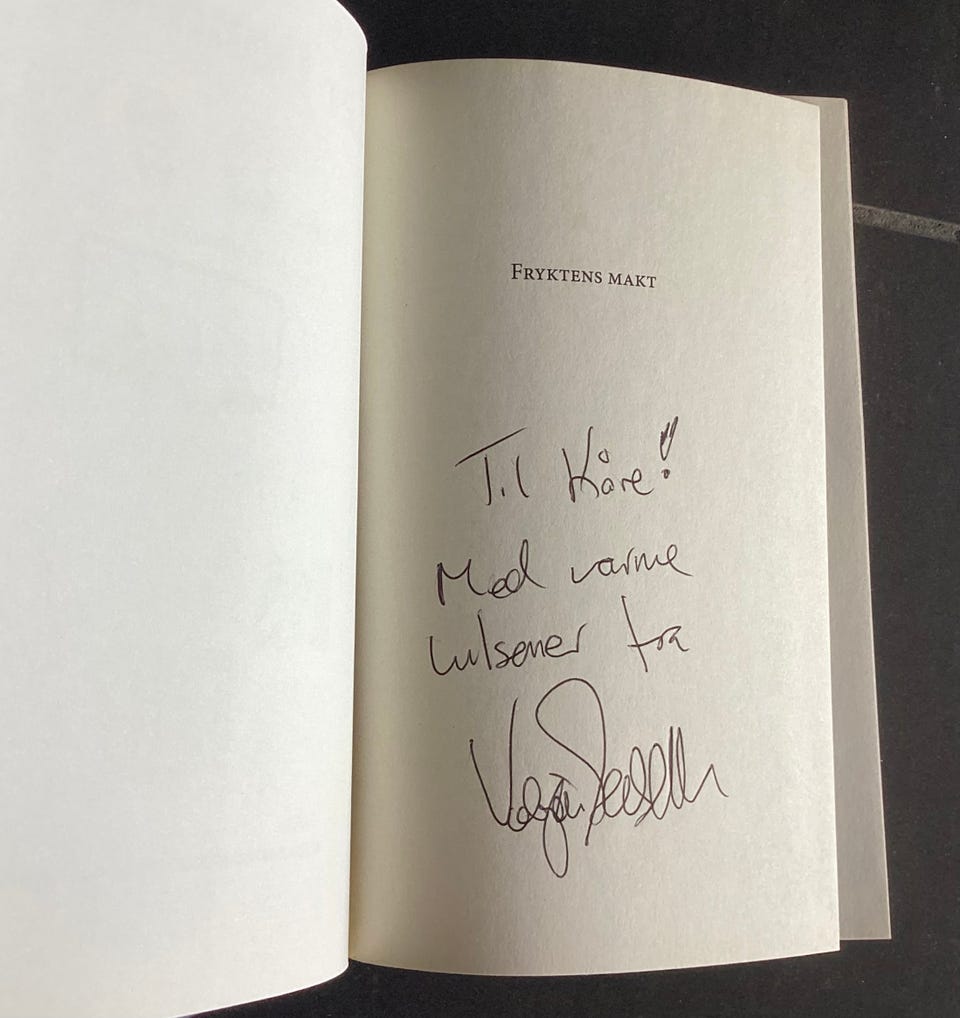 FRYKTENS MAKT
Til Kåre!
Med varme
hilsener fra